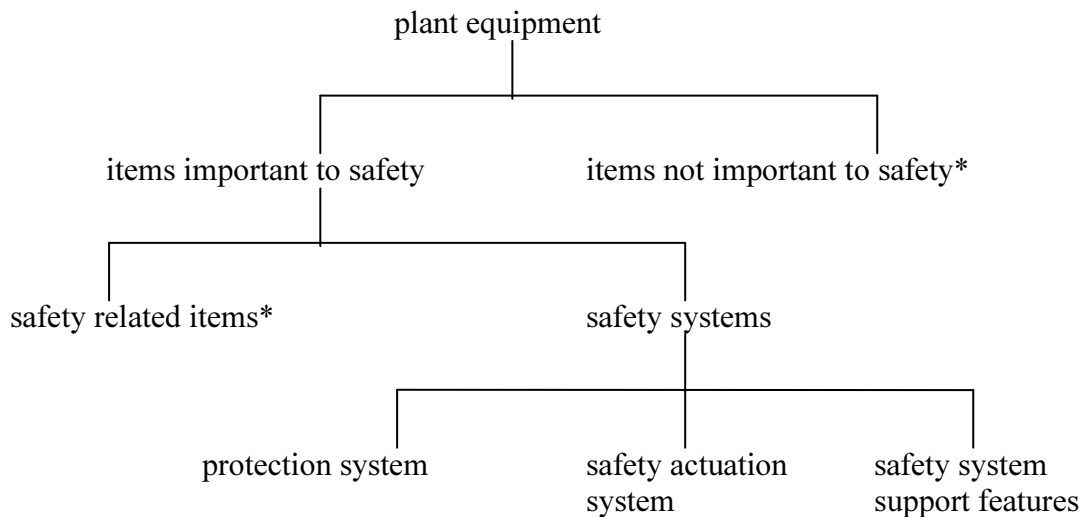 plant equipment
items important to safety
items not important to safety*
safety related items*
safety systems
protection system
safety actuation
system
safety system
support features